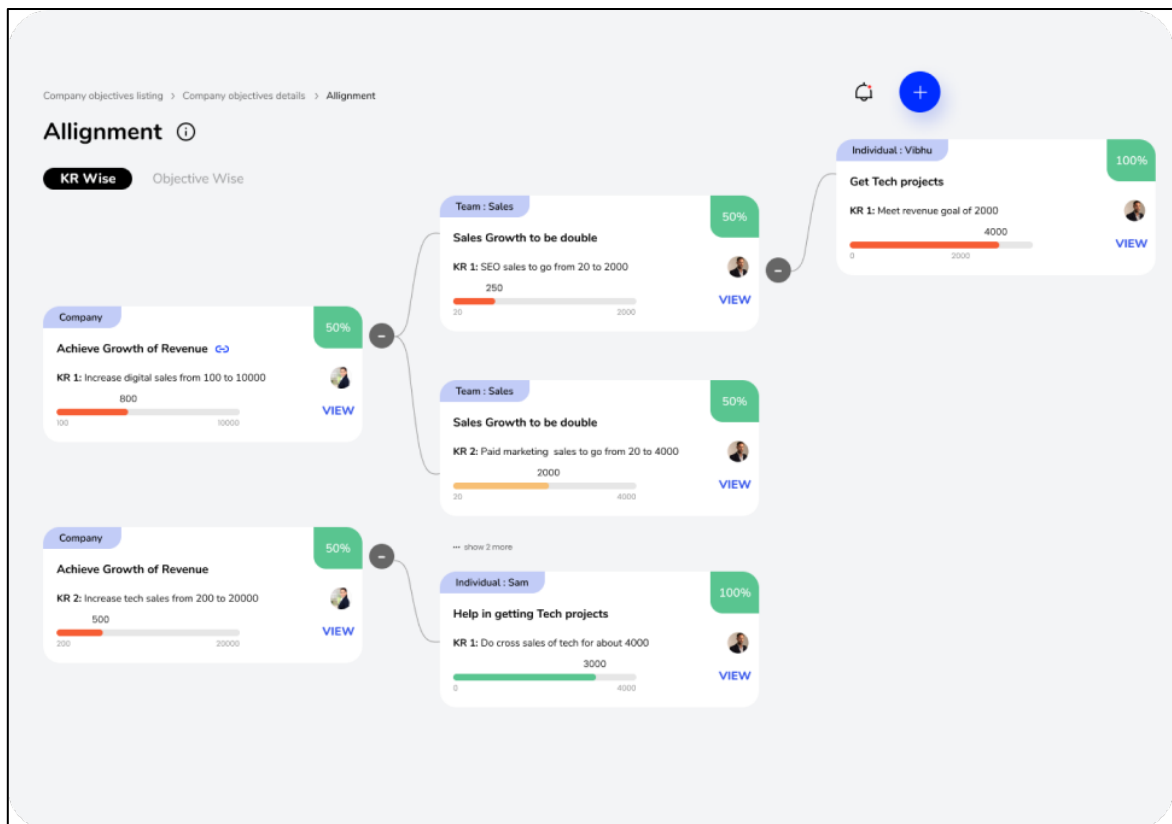 Company objectives listing > Company objectives details > Allignment
Allignment
KR Wise Objective Wise
Company
50%
Achieve Growth of Revenue
KR 1: Increase digital sales from 100 to 10000
800
VIEW
100 10000
Company
50%
Achieve Growth of Revenue
KR 2: Increase tech sales from 200 to 20000
500
VIEW
200 20000
Team : Sales
50%
Sales Growth to be double
KR 1: SEO sales to go from 20 to 2000
250
VIEW
20 2000
Team : Sales
50%
Sales Growth to be double
KR 2: Paid marketing sales to go from 20 to 4000
2000
VIEW
20 4000
••• show 2 more
Individual : Sam
100%
Help in getting Tech projects
KR 1: Do cross sales of tech for about 4000
3000
VIEW
0 4000
Individual : Vibhu
100%
Get Tech projects
KR 1: Meet revenue goal of 2000
4000
VIEW
0 2000